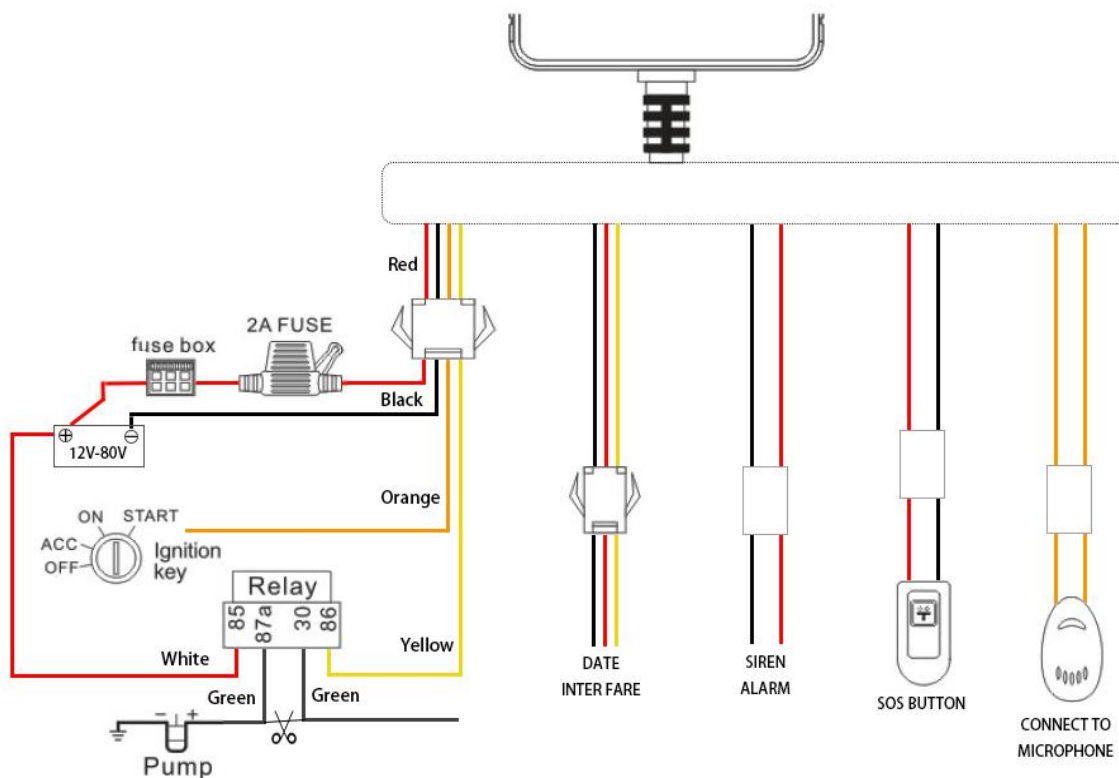 Red
2A FUSE
fuse box
Black
12V-80V
Orange
ON
START
ACC
OFF
Ignition
key
Relay
85
87a
30
86
White
Yellow
Green
Green
Pump
DATE
INTER FARE
SIREN
ALARM
SOS BUTTON
CONNECT TO
MICROPHONE